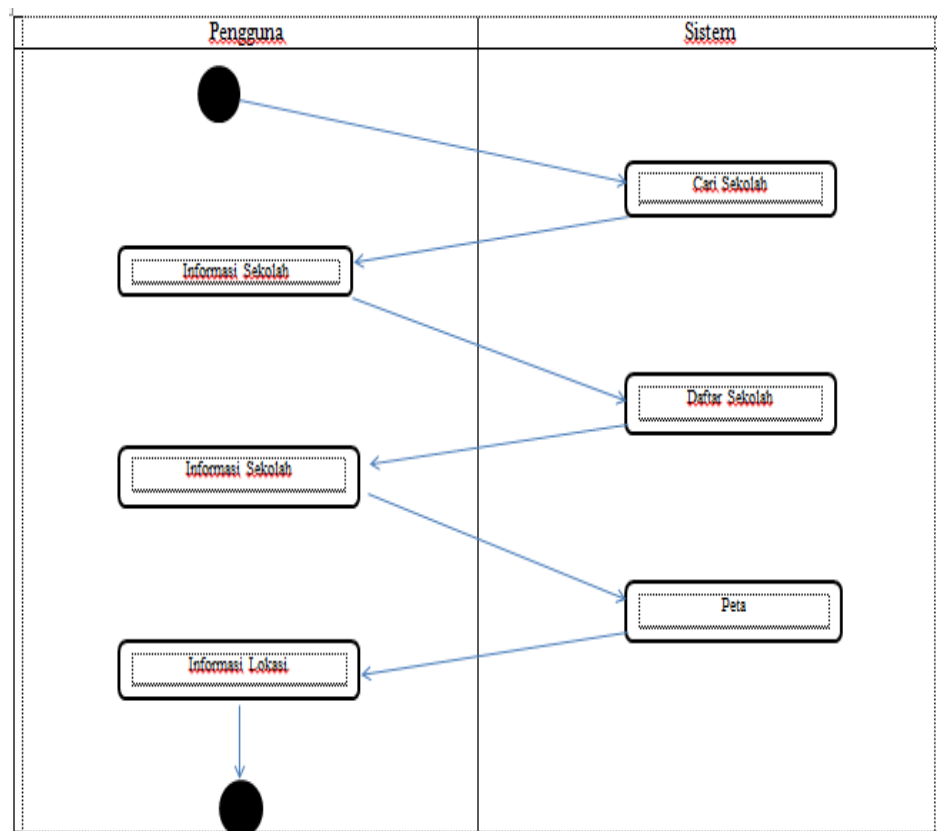 Pengguna
Sistem
Cari Sekolah
Informasi Sekolah
Daftar Sekolah
Informasi Sekolah
Peta
Informasi Lokasi